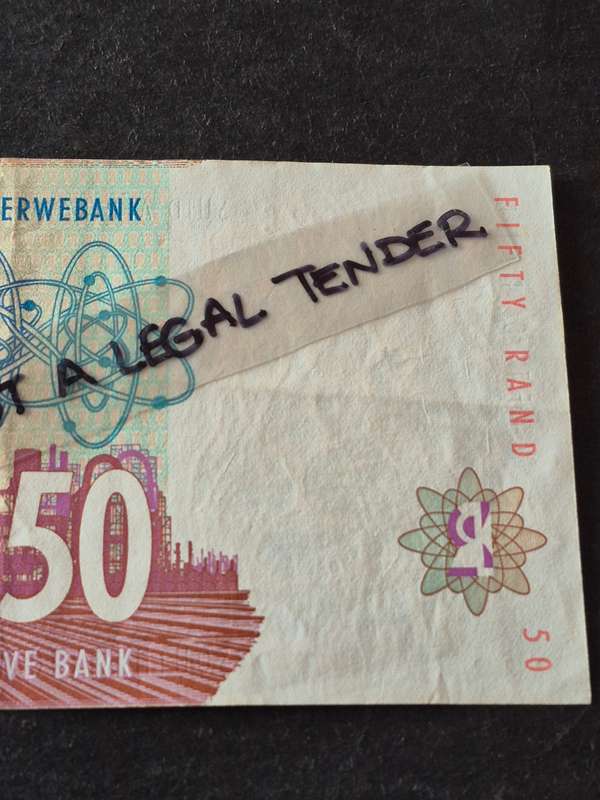 ERWEBANK
T A LEGAL TENDER
FIFTY RAND
50
VE BANK
50